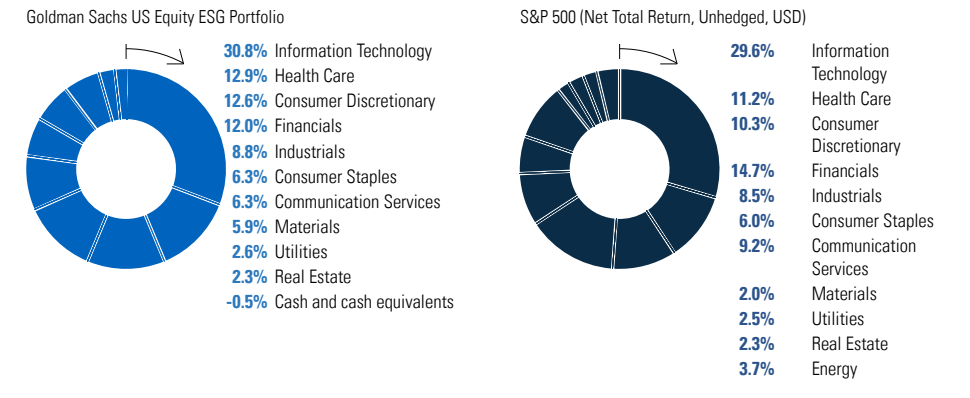 Goldman Sachs US Equity ESG Portfolio
30.8% Information Technology
12.9% Health Care
12.6% Consumer Discretionary
12.0% Financials
8.8% Industrials
6.3% Consumer Staples
6.3% Communication Services
5.9% Materials
2.6% Utilities
2.3% Real Estate
-0.5% Cash and cash equivalents
S&P 500 (Net Total Return, Unhedged, USD)
29.6% Information
Technology
11.2% Health Care
10.3% Consumer
Discretionary
14.7% Financials
8.5% Industrials
6.0% Consumer Staples
9.2% Communication
Services
2.0% Materials
2.5% Utilities
2.3% Real Estate
3.7% Energy